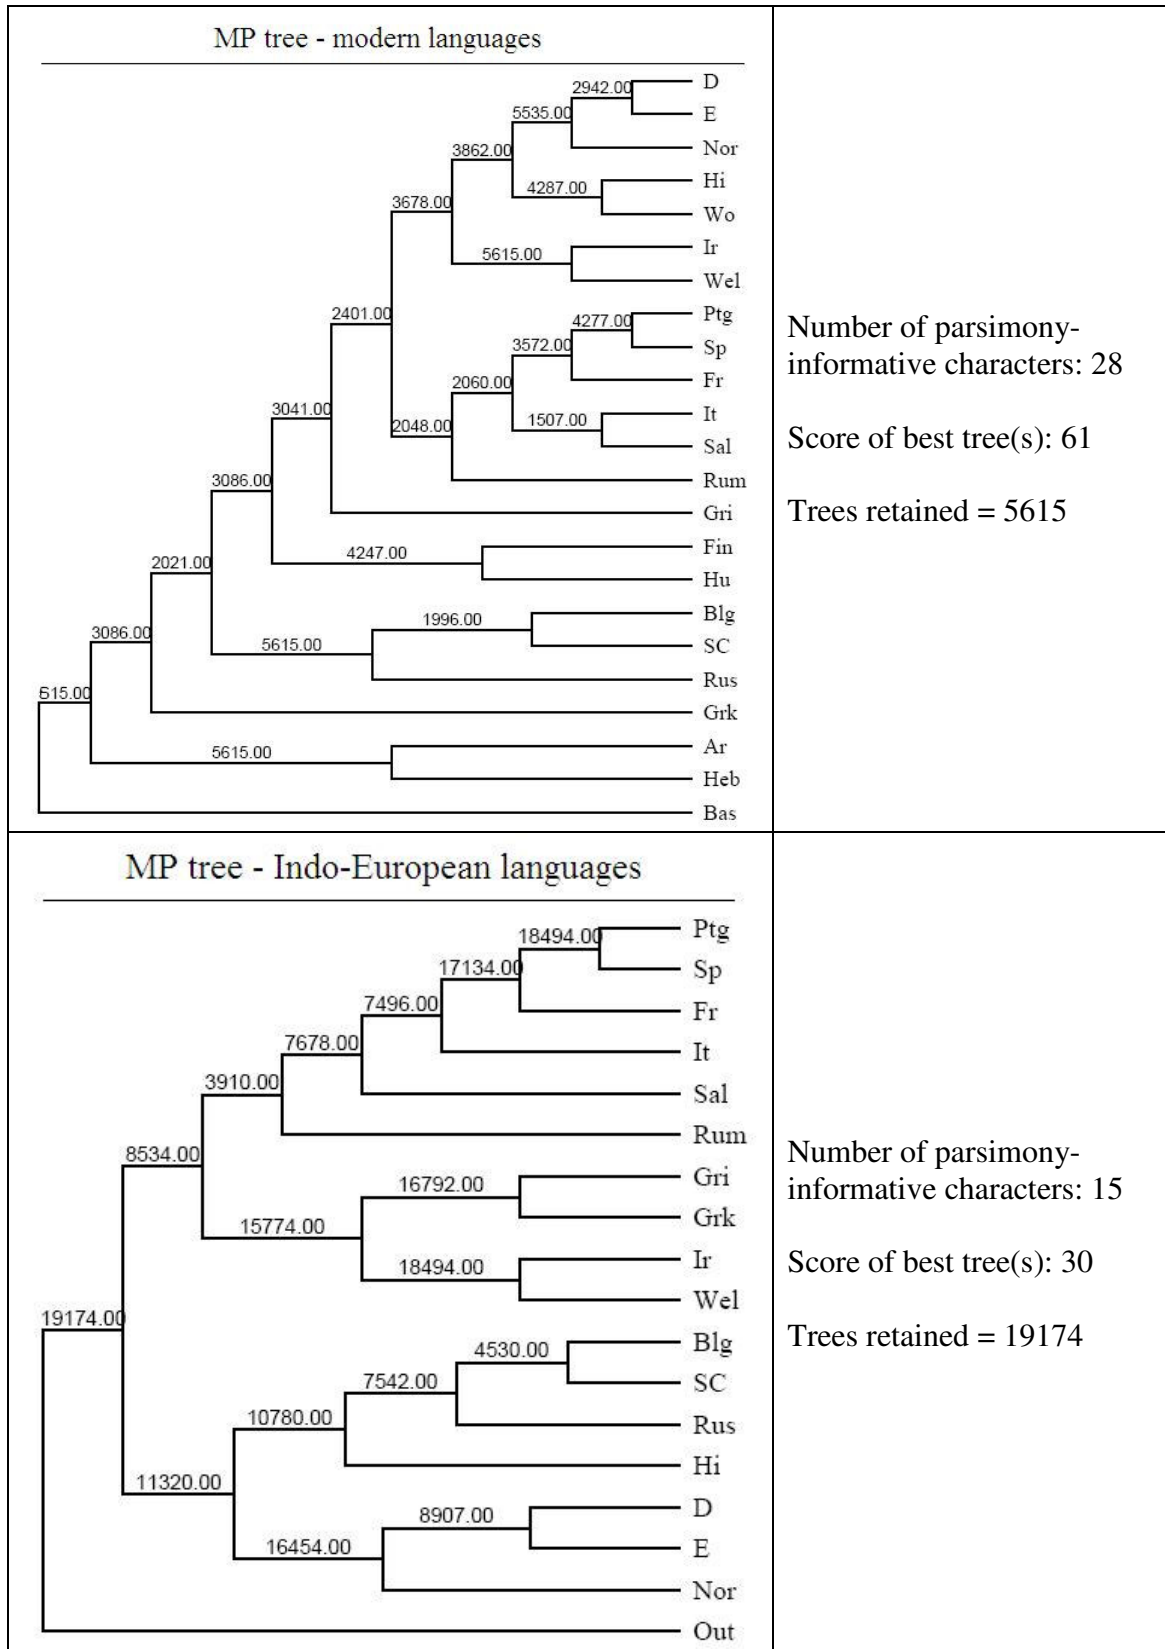 MP tree - modern languages
2942.00
D
E
5535.00
Nor
3862.00
Hi
4287.00
Wo
3678.00
Ir
5615.00
Wel
2401.00
Ptg
4277.00
Sp
3572.00
Fr
2060.00
It
1507.00
Sal
3041.00
2048.00
Rum
3086.00
Gri
Fin
4247.00
Hu
2021.00
Blg
1996.00
SC
5615.00
Rus
3086.00
Grk
615.00
Ar
5615.00
Heb
Bas
Number of parsimony-
informative characters: 28
Score of best tree(s): 61
Trees retained = 5615
MP tree - Indo-European languages
Ptg
18494.00
Sp
17134.00
Fr
7496.00
It
7678.00
Sal
3910.00
Rum
8534.00
Gri
16792.00
Grk
15774.00
Ir
18494.00
Wel
19174.00
Blg
4530.00
SC
7542.00
Rus
10780.00
Hi
11320.00
D
8907.00
E
16454.00
Nor
Out
Number of parsimony-
informative characters: 15
Score of best tree(s): 30
Trees retained = 19174